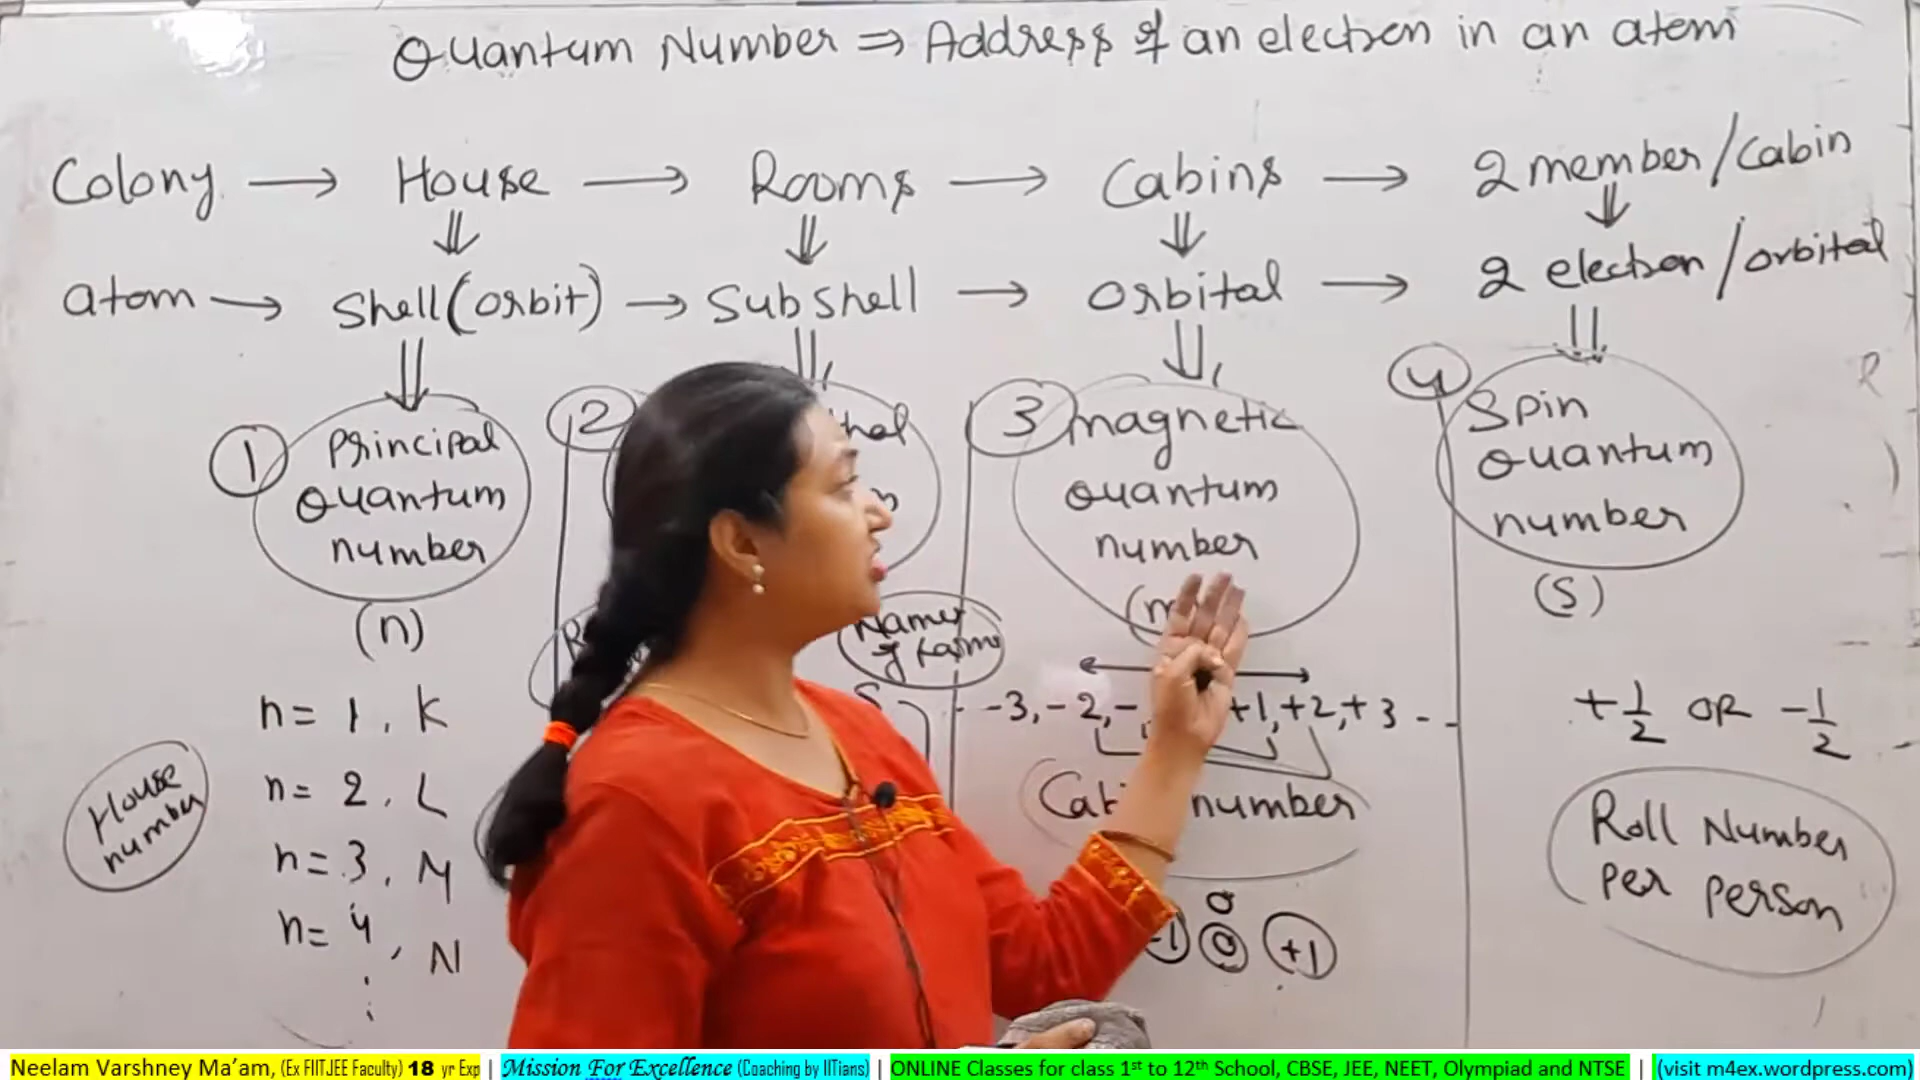 Quantum Number ⇒ Address of an electron in an atom
Colony → House → Rooms → Cabins → 2 member/cabin
atom → Shell(orbit) → Subshell → orbital → 2 electron/orbital
1 Principal Quantum number
(n)
n= 1, K
n= 2, L
n= 3, M
n= 4, N
House number
2
Names of
3 magnetic Quantum number
-3, -2, +1, +2, +3
number
0
-1 0 +1
4 Spin Quantum number
(S)
+1/2 OR -1/2
Roll Number Per Person
Neelam Varshney Ma'am, (Ex FIITJEE Faculty) 18 yr Exp | Mission For Excellence (Coaching by IITians) | ONLINE Classes for class 1st to 12th School, CBSE, JEE, NEET, Olympiad and NTSE | (visit m4ex.wordpress.com)